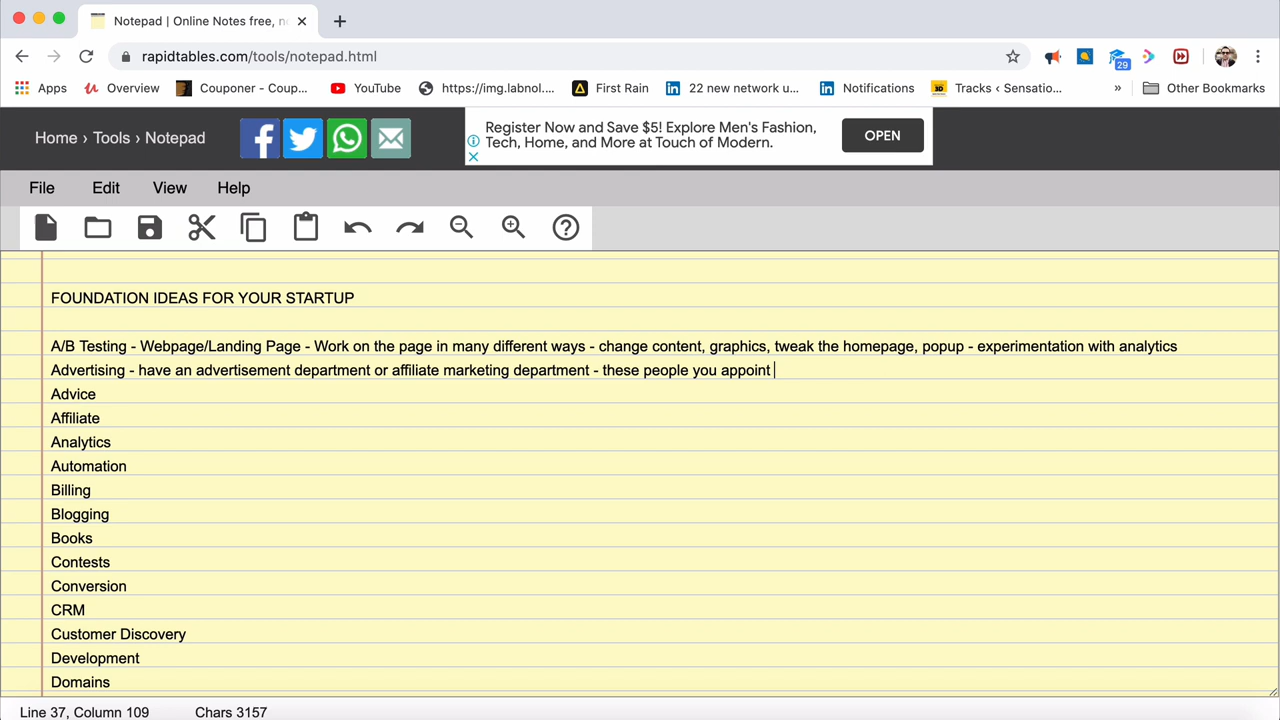 Notepad | Online Notes free, n
rapidtables.com/tools/notepad.html
29
Apps Overview Couponer - Coup... YouTube https://img.labnol.... First Rain 22 new network u... Notifications Tracks ‹ Sensatio... » Other Bookmarks
Home › Tools › Notepad
Register Now and Save $5! Explore Men's Fashion,
Tech, Home, and More at Touch of Modern.
OPEN
File Edit View Help
FOUNDATION IDEAS FOR YOUR STARTUP
A/B Testing - Webpage/Landing Page - Work on the page in many different ways - change content, graphics, tweak the homepage, popup - experimentation with analytics
Advertising - have an advertisement department or affiliate marketing department - these people you appoint
Advice
Affiliate
Analytics
Automation
Billing
Blogging
Books
Contests
Conversion
CRM
Customer Discovery
Development
Domains
Line 37, Column 109 Chars 3157